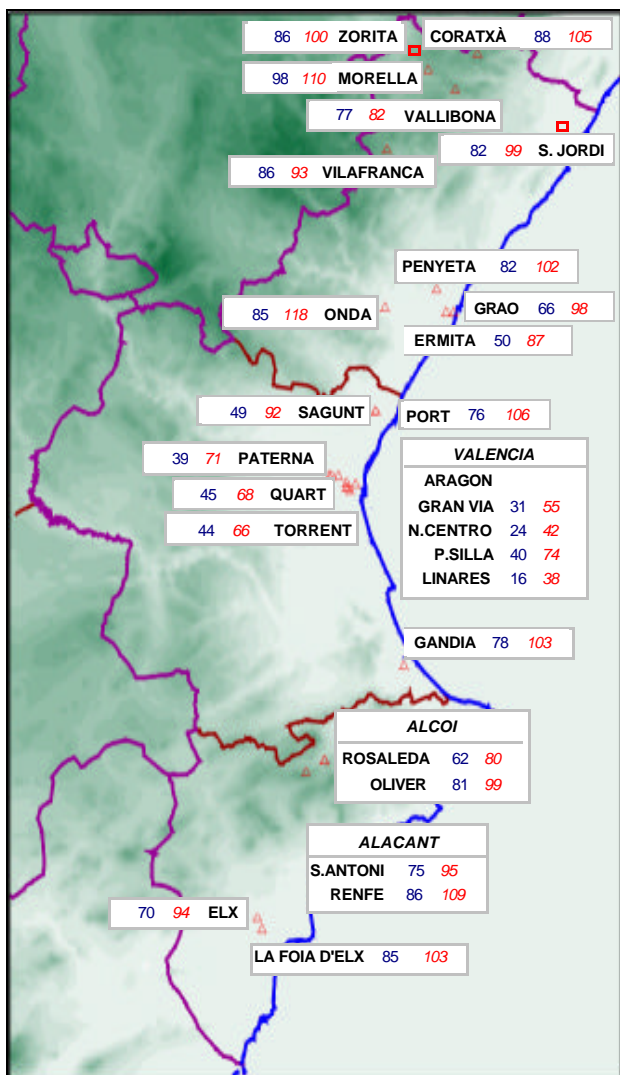 86 100 ZORITA
CORATXÀ 88 105
98 110 MORELLA
77 82 VALLIBONA
82 99 S. JORDI
86 93 VILAFRANCA
PENYETA 82 102
85 118 ONDA
GRAO 66 98
ERMITA 50 87
49 92 SAGUNT
PORT 76 106
39 71 PATERNA
45 68 QUART
44 66 TORRENT
VALENCIA
ARAGON
GRAN VIA 31 55
N.CENTRO 24 42
P.SILLA 40 74
LINARES 16 38
GANDIA 78 103
ALCOI
ROSALEDA 62 80
OLIVER 81 99
ALACANT
S.ANTONI 75 95
RENFE 86 109
70 94 ELX
LA FOIA D'ELX 85 103